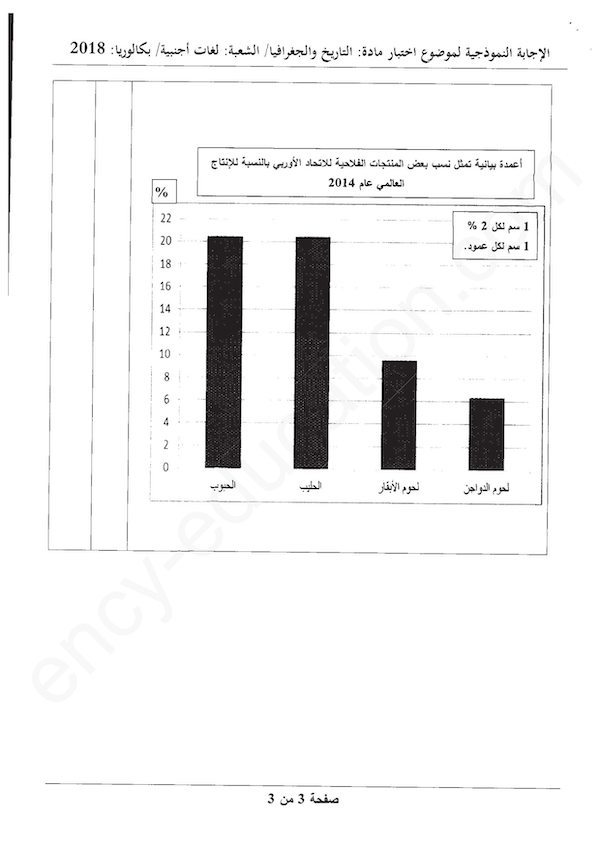 الإجابة النموذجية لموضوع اختبار مادة: التاريخ والجغرافيا/ الشعبة: لغات أجنبية/ بكالوريا: 2018
أعمدة بيانية تمثل نسب بعض المنتجات الفلاحية للاتحاد الأوربي بالنسبة للإنتاج
العالمي عام 2014
%
1 سم لكل 2 %
1 سم لكل عمود.
22
20
18
16
14
12
10
8
6
4
2
0
الحبوب
الحليب
لحوم الأبقار
لحوم الدواجن
ency-education.com
صفحة 3 من 3